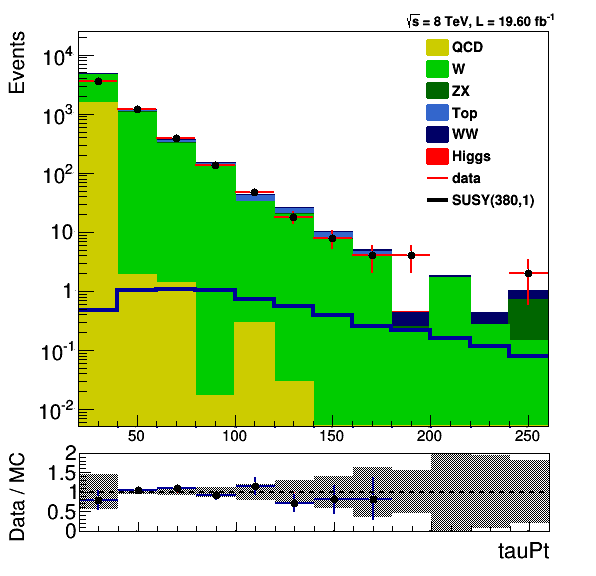 √s = 8 TeV, L = 19.60 fb⁻¹
Events
10⁴
10³
10²
10
1
10⁻¹
10⁻²
QCD
W
ZX
Top
WW
Higgs
data
SUSY(380,1)
50 100 150 200 250
Data / MC
2
1.5
1
0.5
0
tauPt